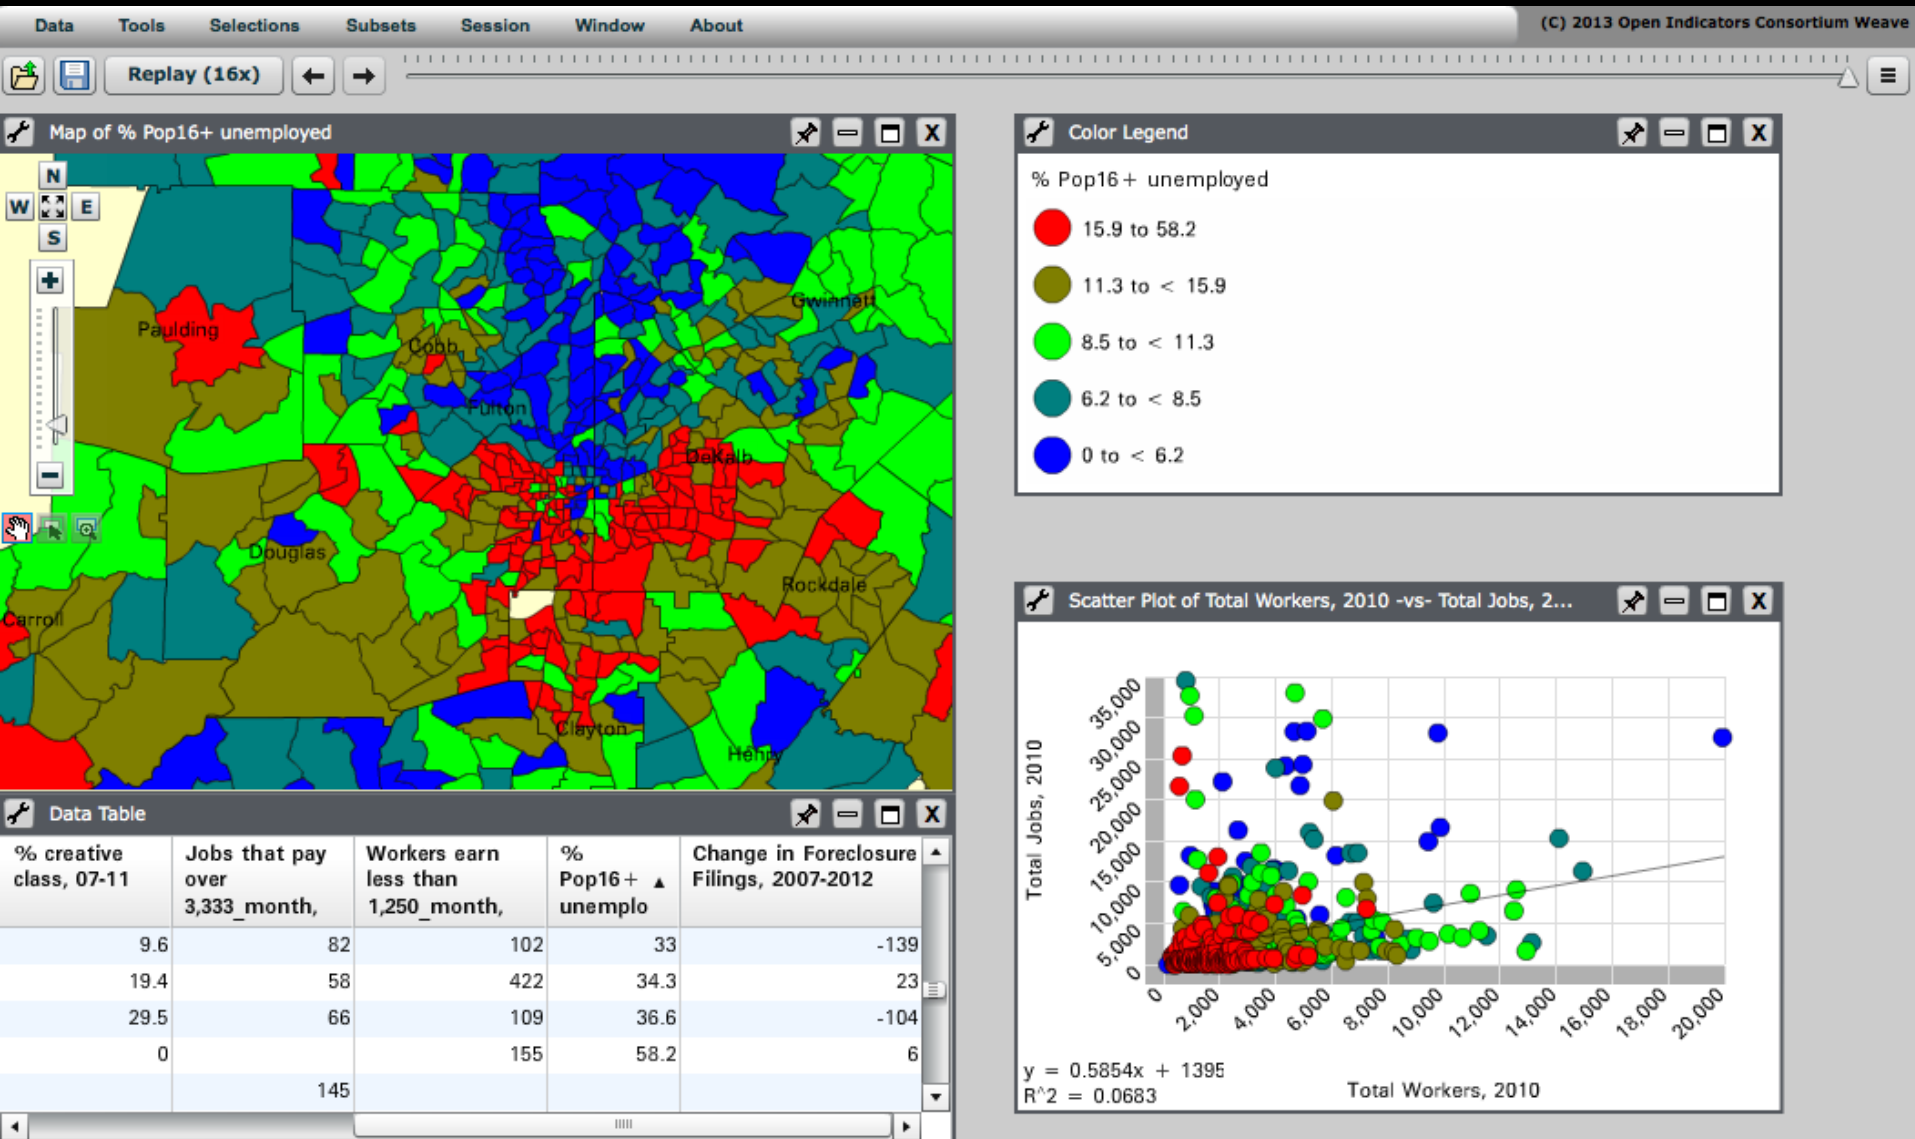 Data Tools Selections Subsets Session Window About
(C) 2013 Open Indicators Consortium Weave
Replay (16x)
Map of % Pop16+ unemployed
N
W E
S
Paulding
Gwinnett
Cobb
Fulton
DeKalb
Douglas
Rockdale
Carroll
Clayton
Henry
Color Legend
% Pop16+ unemployed
15.9 to 58.2
11.3 to < 15.9
8.5 to < 11.3
6.2 to < 8.5
0 to < 6.2
Data Table
% creative class, 07-11
Jobs that pay over 3,333_month,
Workers earn less than 1,250_month,
% Pop16+ unemplo
Change in Foreclosure Filings, 2007-2012
9.6 82 102 33 -139
19.4 58 422 34.3 23
29.5 66 109 36.6 -104
0 155 58.2 6
145
Scatter Plot of Total Workers, 2010 -vs- Total Jobs, 2...
Total Jobs, 2010
35,000
30,000
25,000
20,000
15,000
10,000
5,000
0
0 2,000 4,000 6,000 8,000 10,000 12,000 14,000 16,000 18,000 20,000
y = 0.5854x + 1395
R^2 = 0.0683
Total Workers, 2010